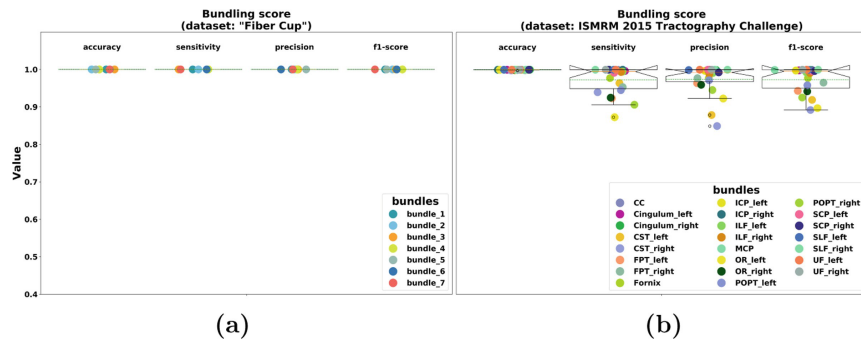 Bundling score
(dataset: "Fiber Cup")
accuracy sensitivity precision f1-score
1.0
0.9
0.8
0.7
0.6
0.5
0.4
Value
bundles
bundle_1
bundle_2
bundle_3
bundle_4
bundle_5
bundle_6
bundle_7
(a)
Bundling score
(dataset: ISMRM 2015 Tractography Challenge)
accuracy sensitivity precision f1-score
bundles
CC
Cingulum_left
Cingulum_right
CST_left
CST_right
FPT_left
FPT_right
Fornix
ICP_left
ICP_right
ILF_left
ILF_right
MCP
OR_left
OR_right
POPT_left
POPT_right
SCP_left
SCP_right
SLF_left
SLF_right
UF_left
UF_right
(b)